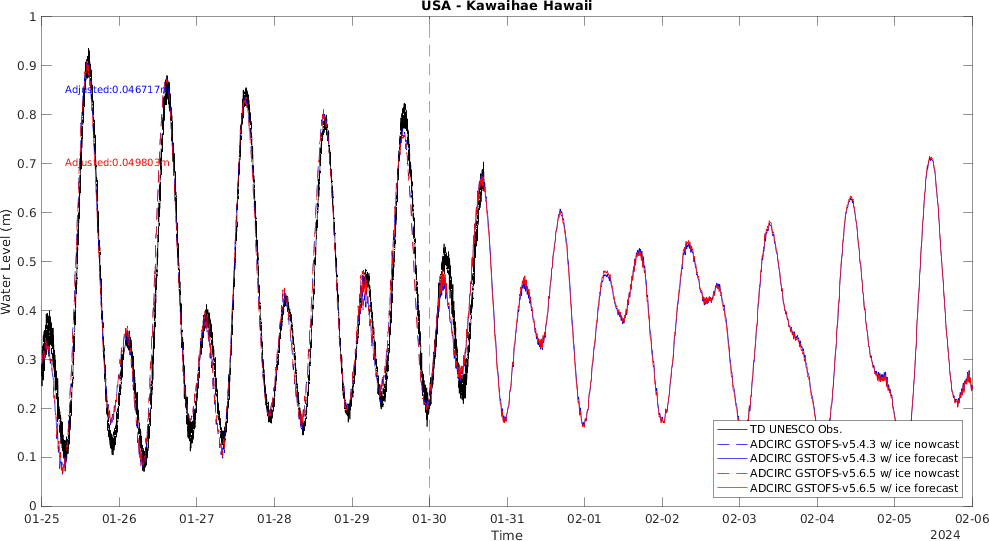 USA - Kawaihae Hawaii
1
0.9
0.8
0.7
0.6
0.5
0.4
0.3
0.2
0.1
0
Water Level (m)
Adjusted:0.046717m
Adjusted:0.049803m
TD UNESCO Obs.
ADCIRC GSTOFS-v5.4.3 w/ ice nowcast
ADCIRC GSTOFS-v5.4.3 w/ ice forecast
ADCIRC GSTOFS-v5.6.5 w/ ice nowcast
ADCIRC GSTOFS-v5.6.5 w/ ice forecast
01-25 01-26 01-27 01-28 01-29 01-30 01-31 02-01 02-02 02-03 02-04 02-05 02-06
Time
2024